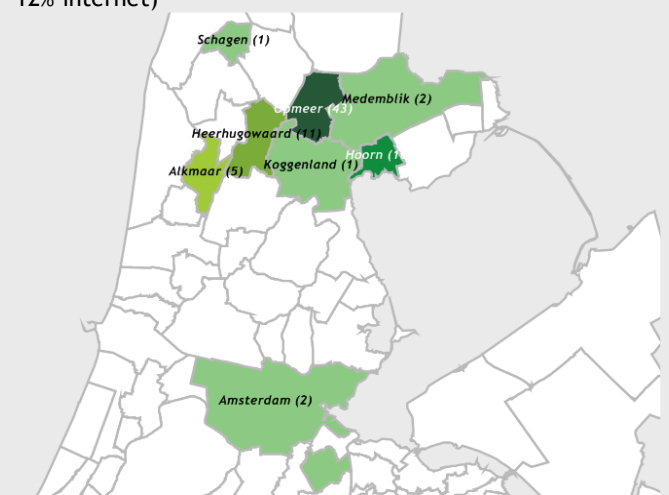 12% internet)
Schagen (1)
Medemblik (2)
Opmeer (43)
Heerhugowaard (11)
Hoorn (1
Koggenland (1)
Alkmaar (5)
Amsterdam (2)